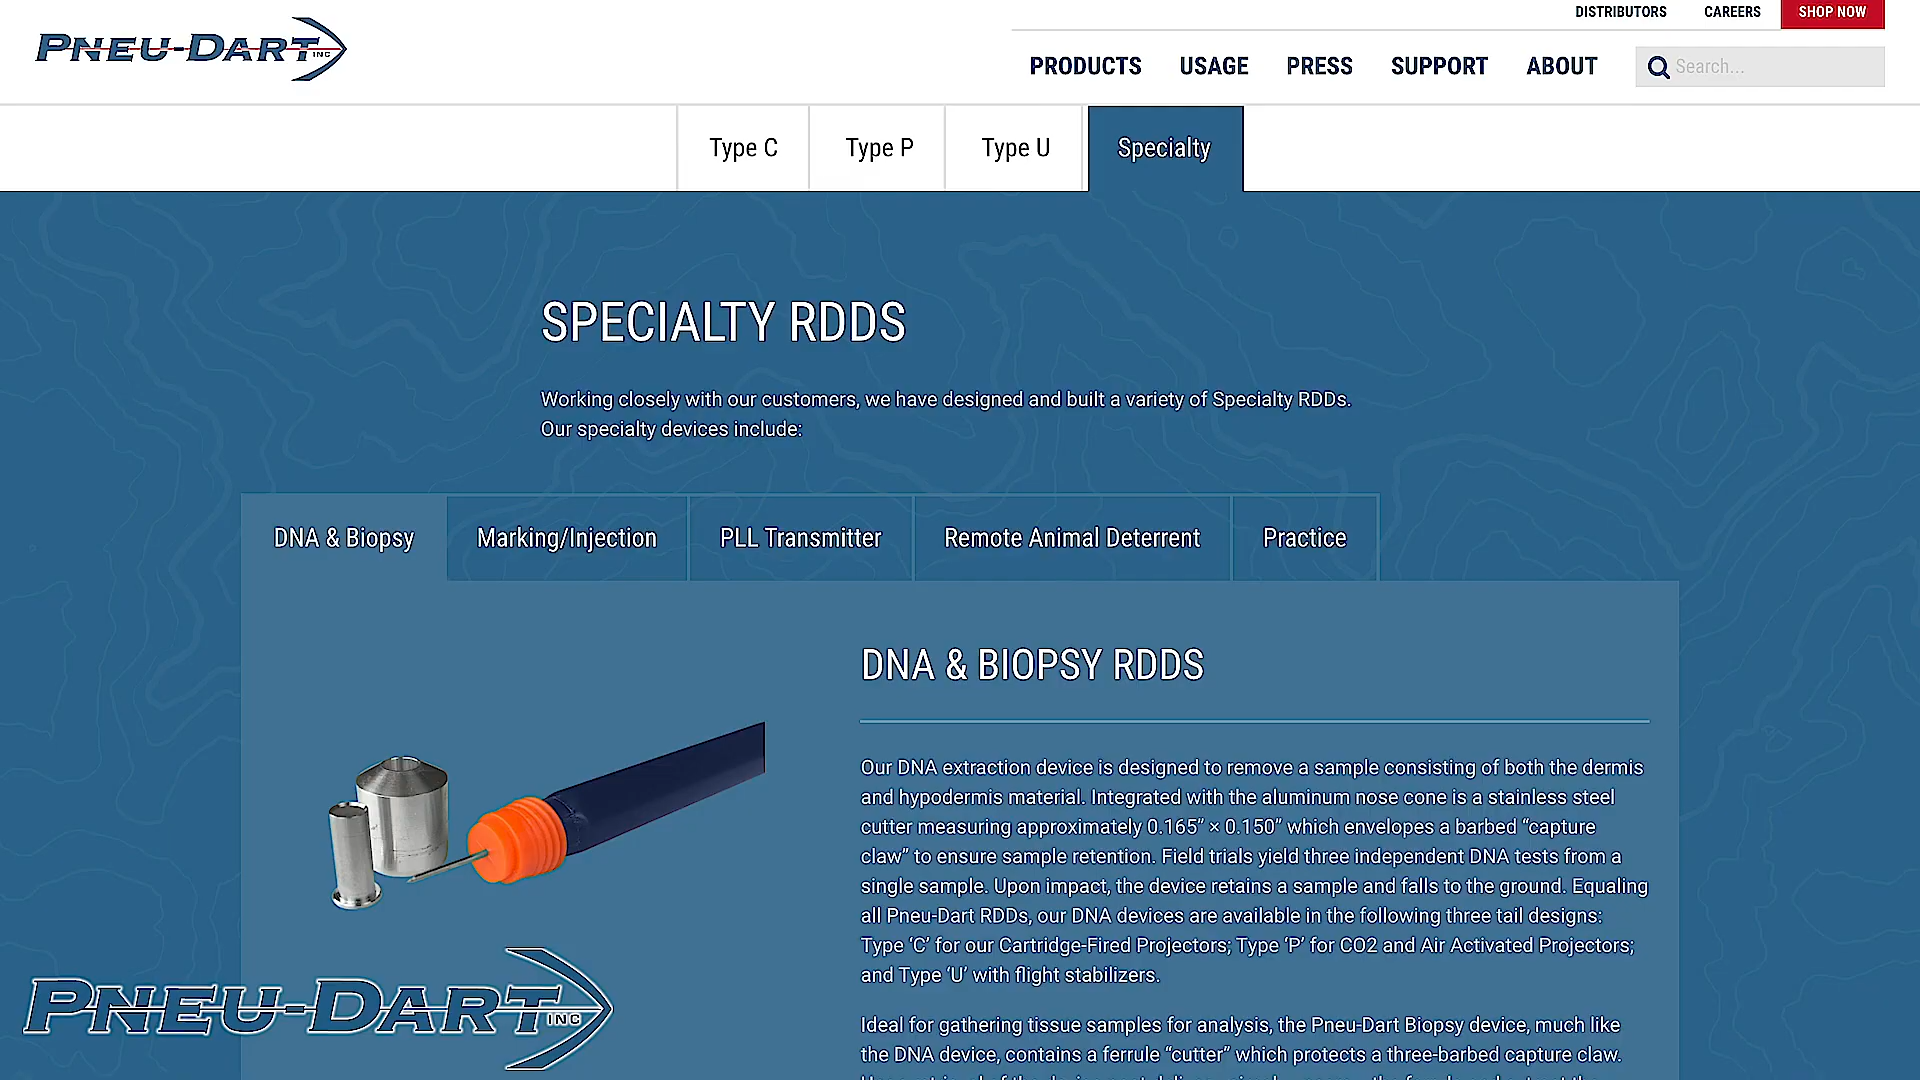 DISTRIBUTORS
CAREERS
SHOP NOW
PNEU-DART INC
PRODUCTS
USAGE
PRESS
SUPPORT
ABOUT
Search...
Type C
Type P
Type U
Specialty
SPECIALTY RDDS
Working closely with our customers, we have designed and built a variety of Specialty RDDs.
Our specialty devices include:
DNA & Biopsy
Marking/Injection
PLL Transmitter
Remote Animal Deterrent
Practice
DNA & BIOPSY RDDS
Our DNA extraction device is designed to remove a sample consisting of both the dermis
and hypodermis material. Integrated with the aluminum nose cone is a stainless steel
cutter measuring approximately 0.165” × 0.150” which envelopes a barbed “capture
claw” to ensure sample retention. Field trials yield three independent DNA tests from a
single sample. Upon impact, the device retains a sample and falls to the ground. Equaling
all Pneu-Dart RDDs, our DNA devices are available in the following three tail designs:
Type ‘C’ for our Cartridge-Fired Projectors; Type ‘P’ for CO2 and Air Activated Projectors;
and Type ‘U’ with flight stabilizers.
Ideal for gathering tissue samples for analysis, the Pneu-Dart Biopsy device, much like
the DNA device, contains a ferrule “cutter” which protects a three-barbed capture claw.
PNEU-DART INC